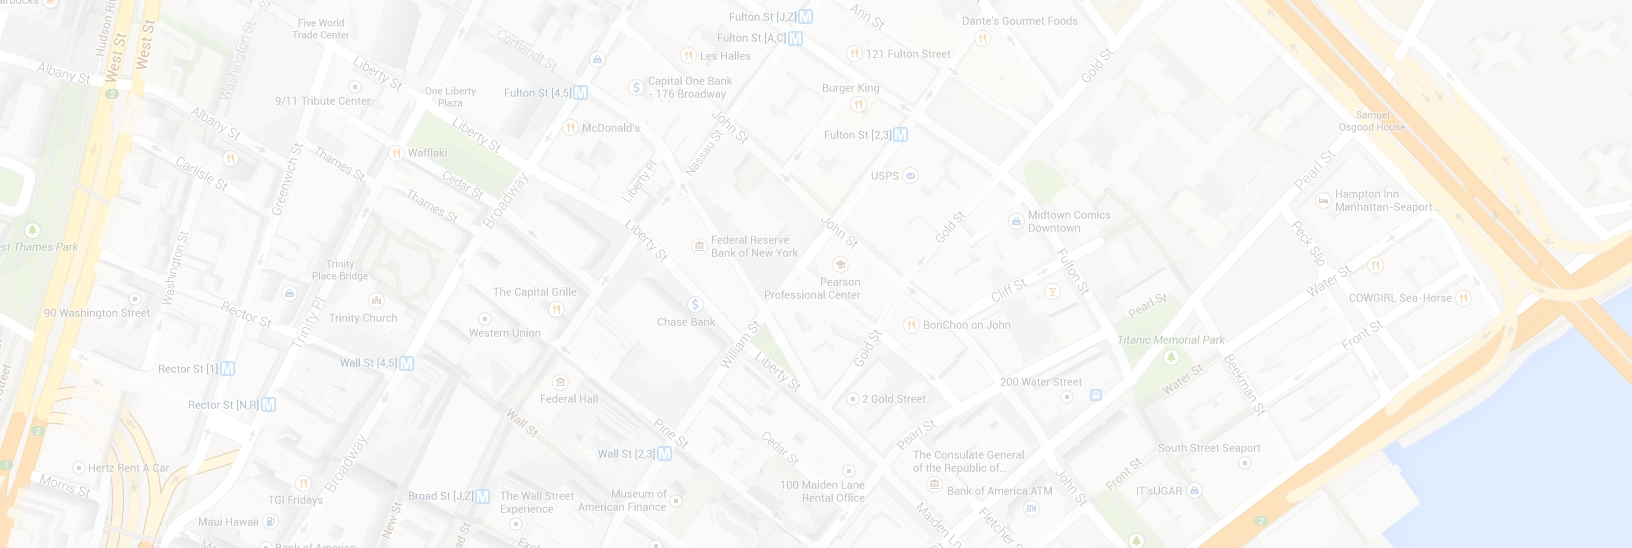 Hudson Riv
Five World
Trade Center
West St
West St
Washington St
Albany St
Liberty St
Cortlandt St
Fulton St [J,Z] M
Fulton St [A,C] M
Ann St
Dante's Gourmet Foods
Les Halles
121 Fulton Street
Gold St
Capital One Bank
- 176 Broadway
Burger King
One Liberty
Plaza
Fulton St [4,5] M
9/11 Tribute Center
Albany St
Liberty St
McDonald's
John St
Nassau St
Fulton St [2,3] M
Samuel
Osgood House
Carlisle St
Greenwich St
Thames St
Wafflaki
Cedar St
Thames St
Broadway
Liberty Pl
USPS
Pearl St
Hampton Inn
Manhattan-Seaport...
Midtown Comics
Downtown
Gold St
John St
Liberty St
Federal Reserve
Bank of New York
Peck Slip
st Thames Park
Washington St
Trinity
Place Bridge
Fulton St
Water St
Pearson
Professional Center
The Capital Grille
Cliff St
COWGIRL Sea-Horse
90 Washington Street
Rector St
Trinity Pl
Trinity Church
Western Union
Chase Bank
William St
BonChon on John
Gold St
Pearl St
Titanic Memorial Park
Front St
Rector St [1] M
Wall St [4,5] M
Liberty St
200 Water Street
Water St
Beekman St
Rector St [N,R] M
Federal Hall
2 Gold Street
Wall St
Pine St
Cedar St
Pearl St
South Street Seaport
Wall St [2,3] M
The Consulate General
of the Republic of...
Hertz Rent A Car
Morris St
Broadway
TGI Fridays
Maui Hawaii
Broad St [J,Z] M
The Wall Street
Experience
Museum of
American Finance
100 Maiden Lane
Rental Office
Bank of America ATM
John St
Front St
IT'sUGAR
New St
Maiden Ln
Fletcher S
Bank of America